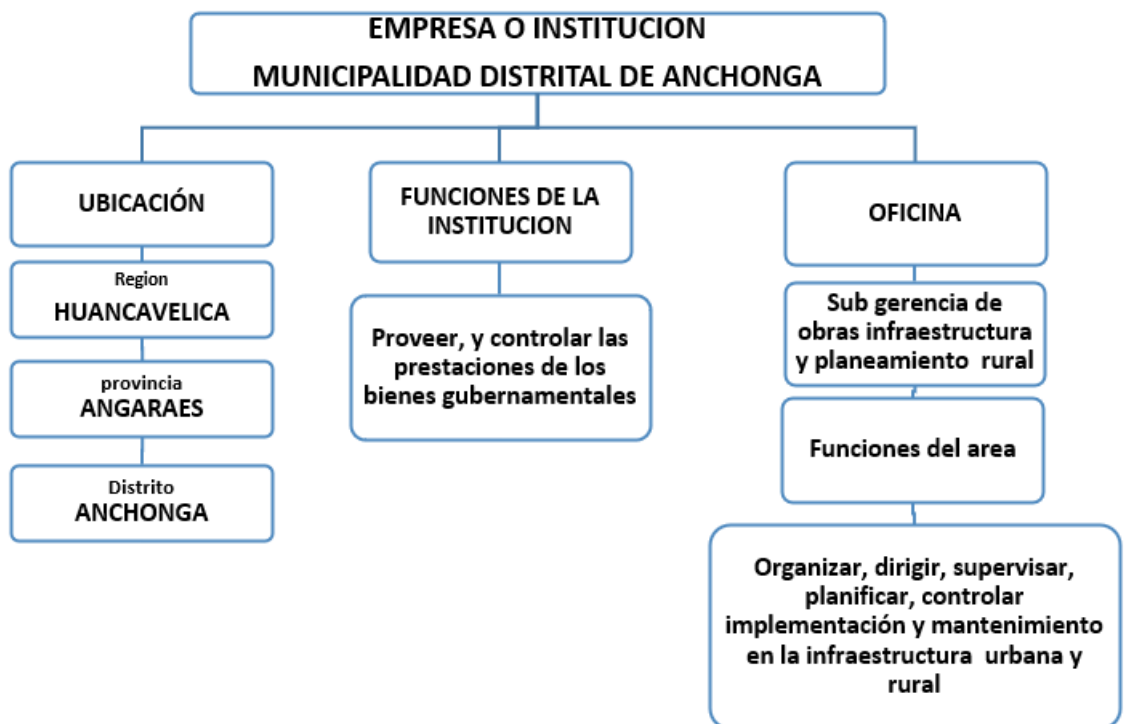 EMPRESA O INSTITUCION
MUNICIPALIDAD DISTRITAL DE ANCHONGA
UBICACIÓN
Region
HUANCAVELICA
provincia
ANGARAES
Distrito
ANCHONGA
FUNCIONES DE LA
INSTITUCION
Proveer, y controlar las
prestaciones de los
bienes gubernamentales
OFICINA
Sub gerencia de
obras infraestructura
y planeamiento rural
Funciones del area
Organizar, dirigir, supervisar,
planificar, controlar
implementación y mantenimiento
en la infraestructura urbana y
rural